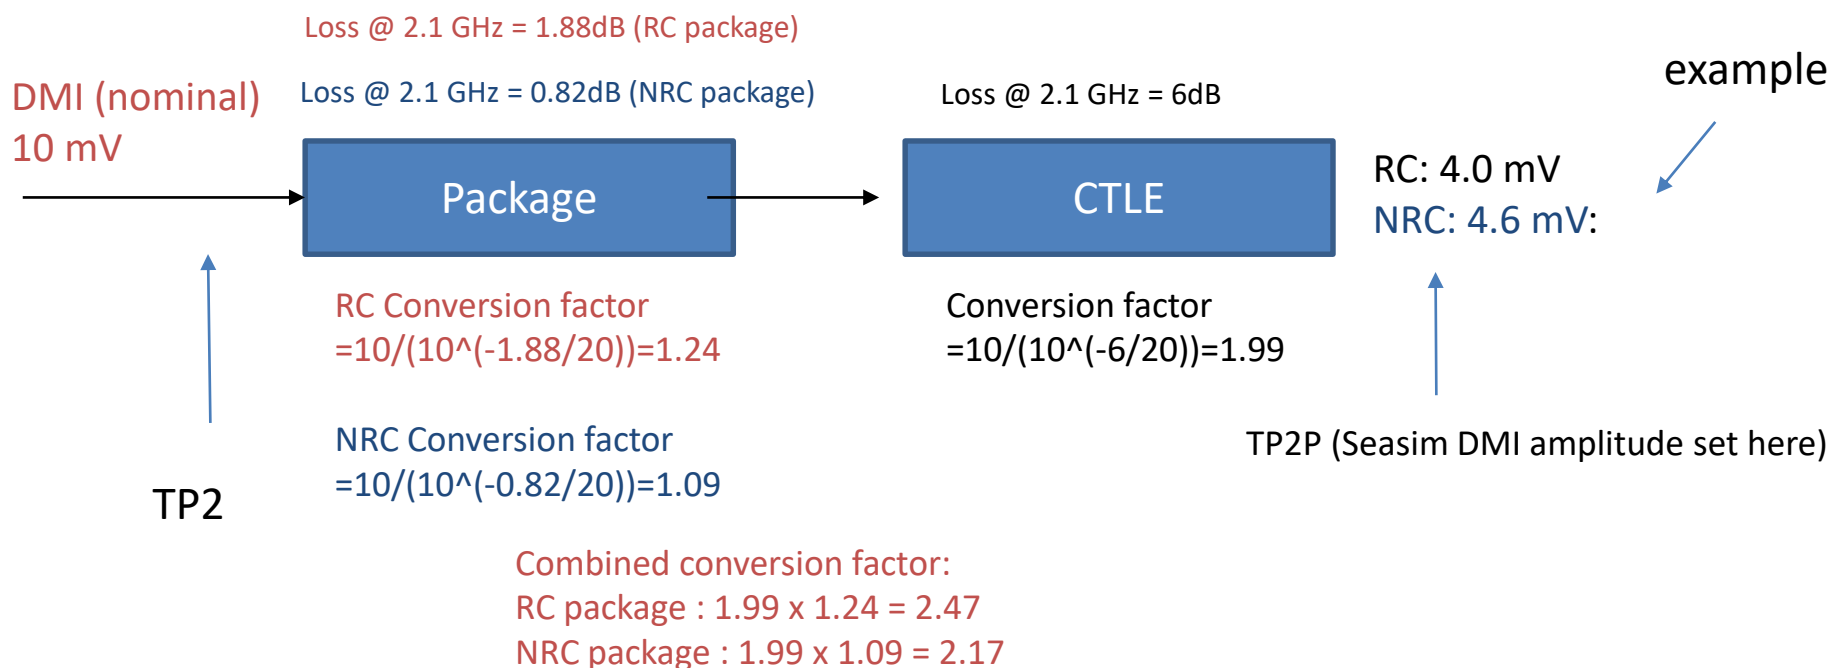 Loss @ 2.1 GHz = 1.88dB (RC package)
example
DMI (nominal)
10 mV
Loss @ 2.1 GHz = 0.82dB (NRC package)
Loss @ 2.1 GHz = 6dB
Package
CTLE
RC: 4.0 mV
NRC: 4.6 mV:
RC Conversion factor
=10/(10^(-1.88/20))=1.24
Conversion factor
=10/(10^(-6/20))=1.99
NRC Conversion factor
=10/(10^(-0.82/20))=1.09
TP2P (Seasim DMI amplitude set here)
TP2
Combined conversion factor:
RC package : 1.99 x 1.24 = 2.47
NRC package : 1.99 x 1.09 = 2.17